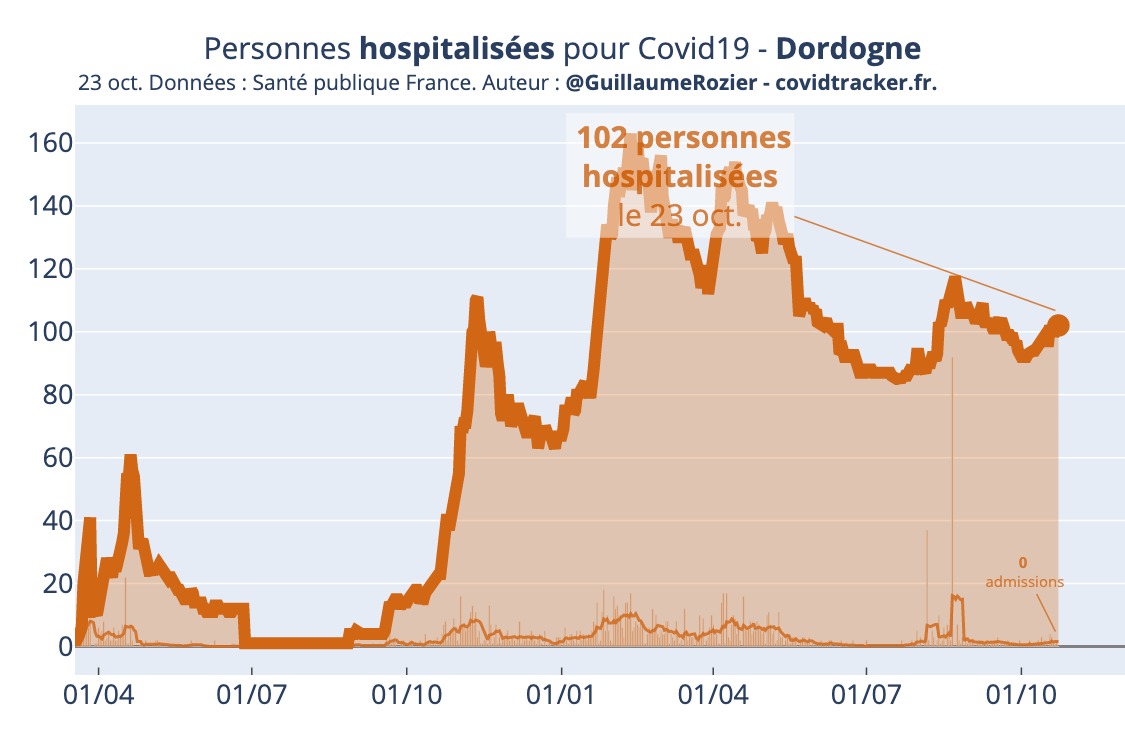 Personnes hospitalisées pour Covid19 - Dordogne
23 oct. Données : Santé publique France. Auteur : @GuillaumeRozier - covidtracker.fr.
102 personnes
hospitalisées
le 23 oct.
160
140
120
100
80
60
40
20
0
0
admissions
01/04
01/07
01/10
01/01
01/04
01/07
01/10